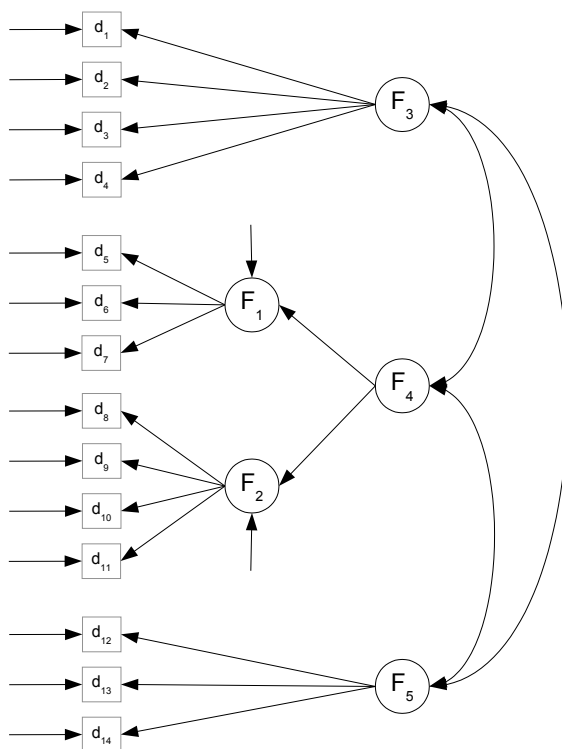 d₁
d₂
F₃
d₃
d₄
d₅
d₆
F₁
d₇
F₄
d₈
d₉
F₂
d₁₀
d₁₁
d₁₂
d₁₃
F₅
d₁₄